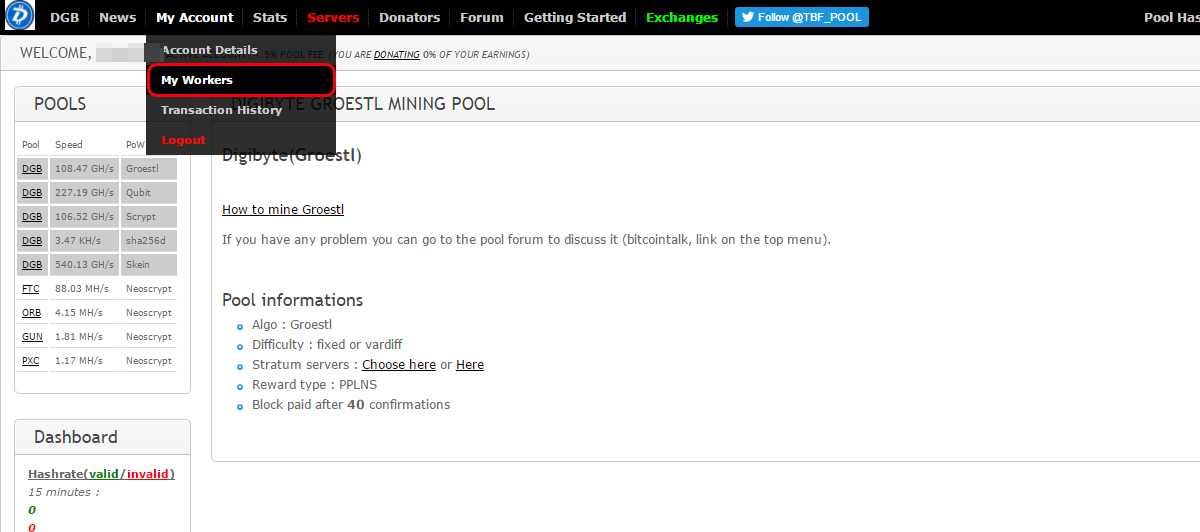 DGB News My Account Stats Servers Donators Forum Getting Started Exchanges Follow @TBF_POOL Pool Has
WELCOME, ACTIVE ACCOUNT 1.5% POOL FEE (YOU ARE DONATING 0% OF YOUR EARNINGS)
Account Details
My Workers
Transaction History
Logout
POOLS
Pool Speed PoW
DGB 108.47 GH/s Groestl
DGB 227.19 GH/s Qubit
DGB 106.52 GH/s Scrypt
DGB 3.47 KH/s sha256d
DGB 540.13 GH/s Skein
FTC 88.03 MH/s Neoscrypt
ORB 4.15 MH/s Neoscrypt
GUN 1.81 MH/s Neoscrypt
PXC 1.17 MH/s Neoscrypt
Dashboard
Hashrate(valid/invalid)
15 minutes :
0
0
DIGIBYTE GROESTL MINING POOL
Digibyte(Groestl)
How to mine Groestl
If you have any problem you can go to the pool forum to discuss it (bitcointalk, link on the top menu).
Pool informations
Algo : Groestl
Difficulty : fixed or vardiff
Stratum servers : Choose here or Here
Reward type : PPLNS
Block paid after 40 confirmations